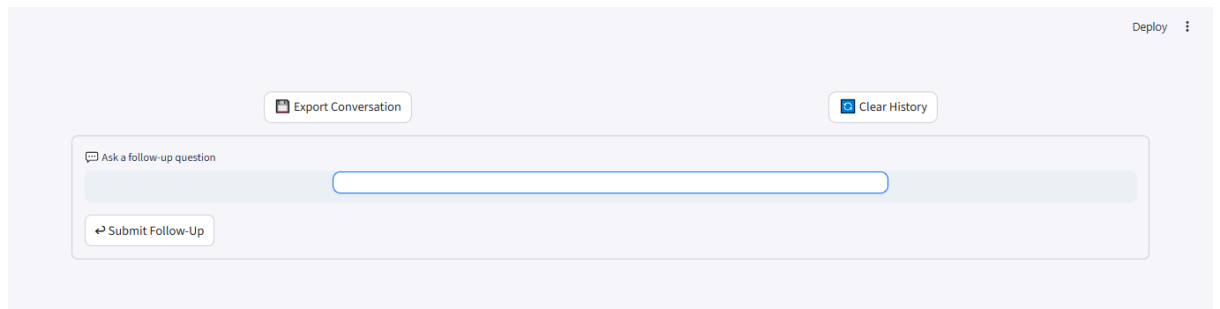 Deploy
Export Conversation
Clear History
Ask a follow-up question
Submit Follow-Up